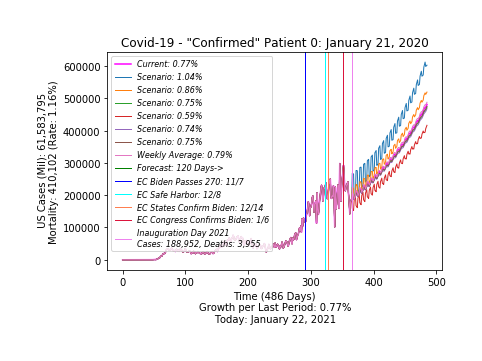 Covid-19 - "Confirmed" Patient 0: January 21, 2020
US Cases (Mil): 61,583,795
Mortality: 410,102 (Rate: 1.16%)
600000
500000
400000
300000
200000
100000
0
Current: 0.77%
Scenario: 1.04%
Scenario: 0.86%
Scenario: 0.75%
Scenario: 0.59%
Scenario: 0.74%
Scenario: 0.75%
Weekly Average: 0.79%
Forecast: 120 Days->
EC Biden Passes 270: 11/7
EC Safe Harbor: 12/8
EC States Confirm Biden: 12/14
EC Congress Confirms Biden: 1/6
Inauguration Day 2021
Cases: 188,952, Deaths: 3,955
0 100 200 300 400 500
Time (486 Days)
Growth per Last Period: 0.77%
Today: January 22, 2021